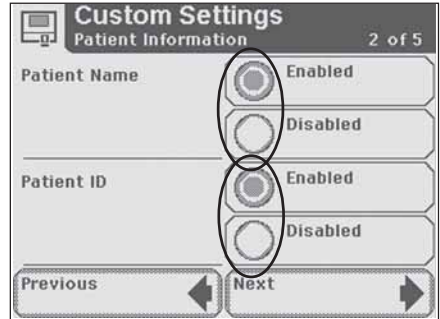 Custom Settings
Patient Information 2 of 5
Patient Name
Enabled
Disabled
Patient ID
Enabled
Disabled
Previous Next